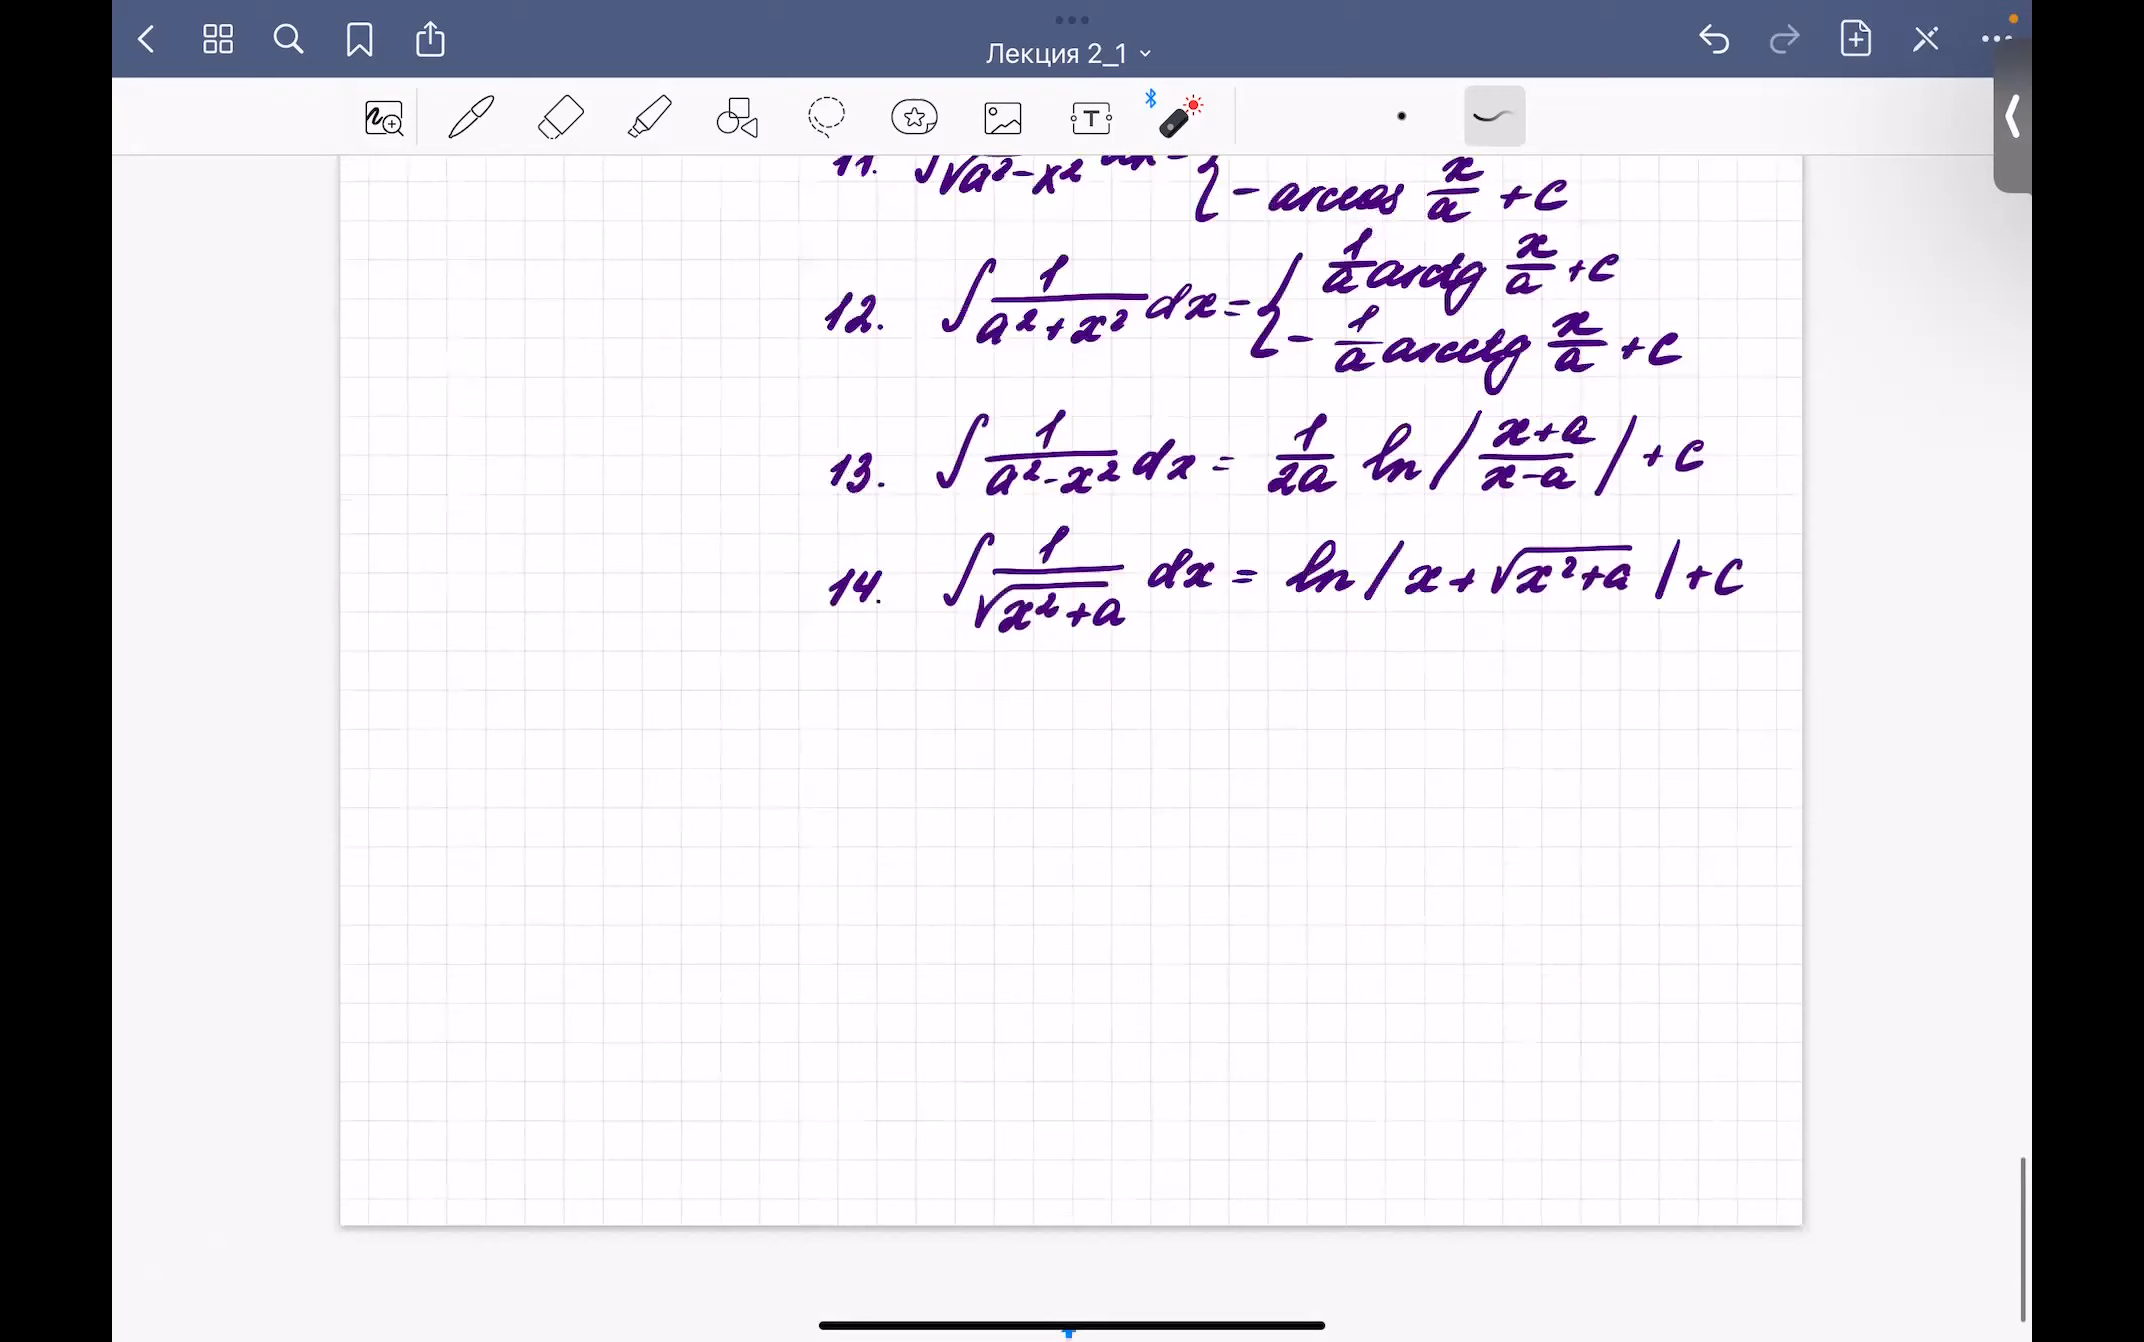 Лекция 2_1
11. ∫ 1/√(a²-x²) dx = { - arccos x/a + C
12. ∫ 1/(a²+x²) dx = { 1/a arctg x/a + C
{ - 1/a arcctg x/a + C
13. ∫ 1/(a²-x²) dx = 1/2a ln |(x+a)/(x-a)| + C
14. ∫ 1/√(x²+a) dx = ln | x + √(x²+a) | + C